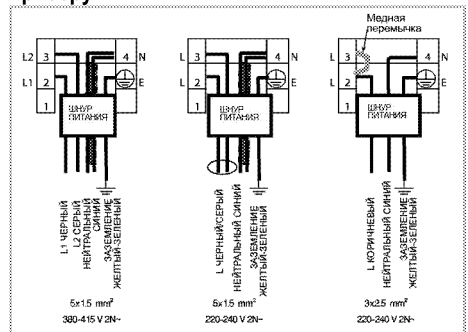 Медная
перемычка
L2 3 4 N
L1 2 E
1
ШНУР
ПИТАНИЯ
L1 ЧЕРНЫЙ
L2 СЕРЫЙ
НЕЙТРАЛЬНЫЙ
СИНИЙ
ЗАЗЕМЛЕНИЕ
ЖЕЛТЫЙ-ЗЕЛЕНЫЙ
5x1.5 mm²
380-415 V 2N~
L 3 4 N
L 2 E
1
ШНУР
ПИТАНИЯ
L ЧЕРНЫЙ/СЕРЫЙ
НЕЙТРАЛЬНЫЙ СИНИЙ
ЗАЗЕМЛЕНИЕ
ЖЕЛТЫЙ-ЗЕЛЕНЫЙ
5x1.5 mm²
220-240 V 2N~
L 3 4 N
L 2 E
1
ШНУР
ПИТАНИЯ
L КОРИЧНЕВЫЙ
НЕЙТРАЛЬНЫЙ СИНИЙ
ЗАЗЕМЛЕНИЕ
ЖЕЛТЫЙ-ЗЕЛЕНЫЙ
3x2.5 mm²
220-240 V 2N~